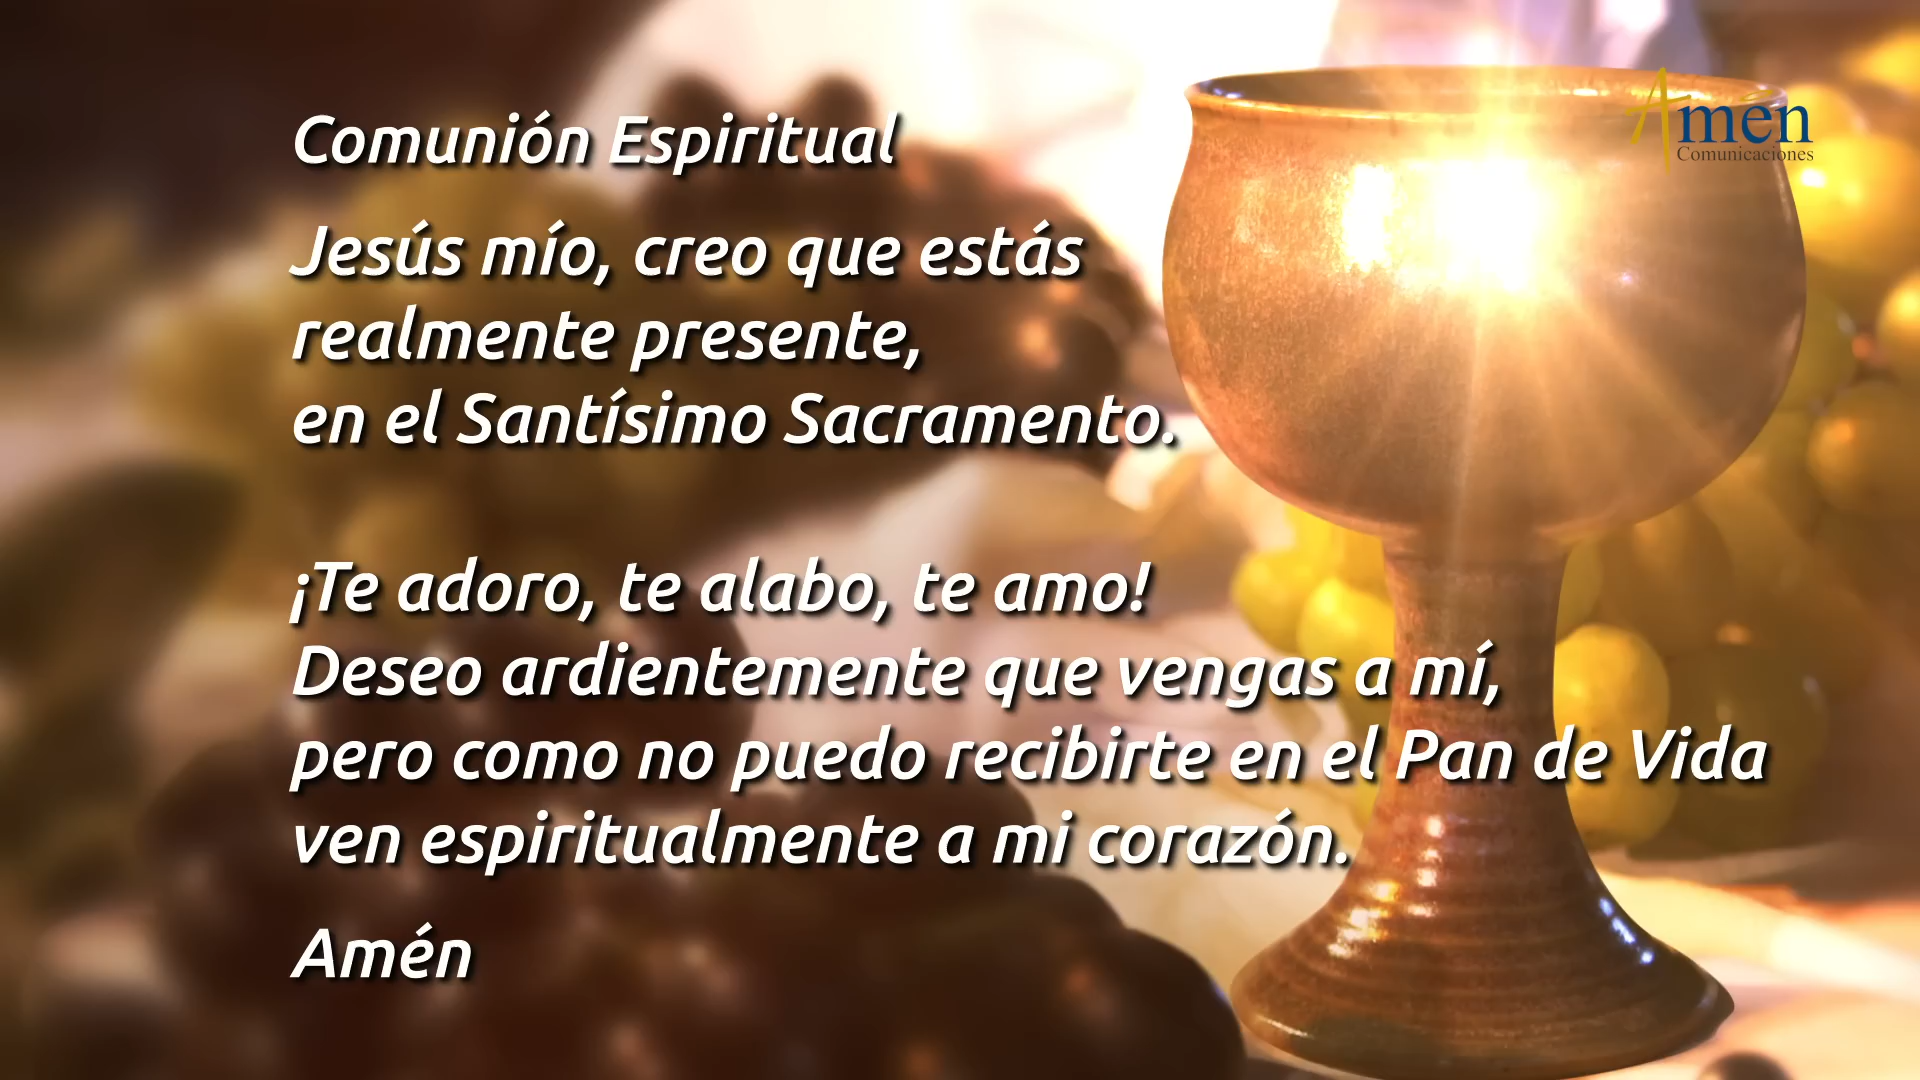 Amén
Comunicaciones
Comunión Espiritual
Jesús mío, creo que estás
realmente presente,
en el Santísimo Sacramento.
¡Te adoro, te alabo, te amo!
Deseo ardientemente que vengas a mí,
pero como no puedo recibirte en el Pan de Vida
ven espiritualmente a mi corazón.
Amén